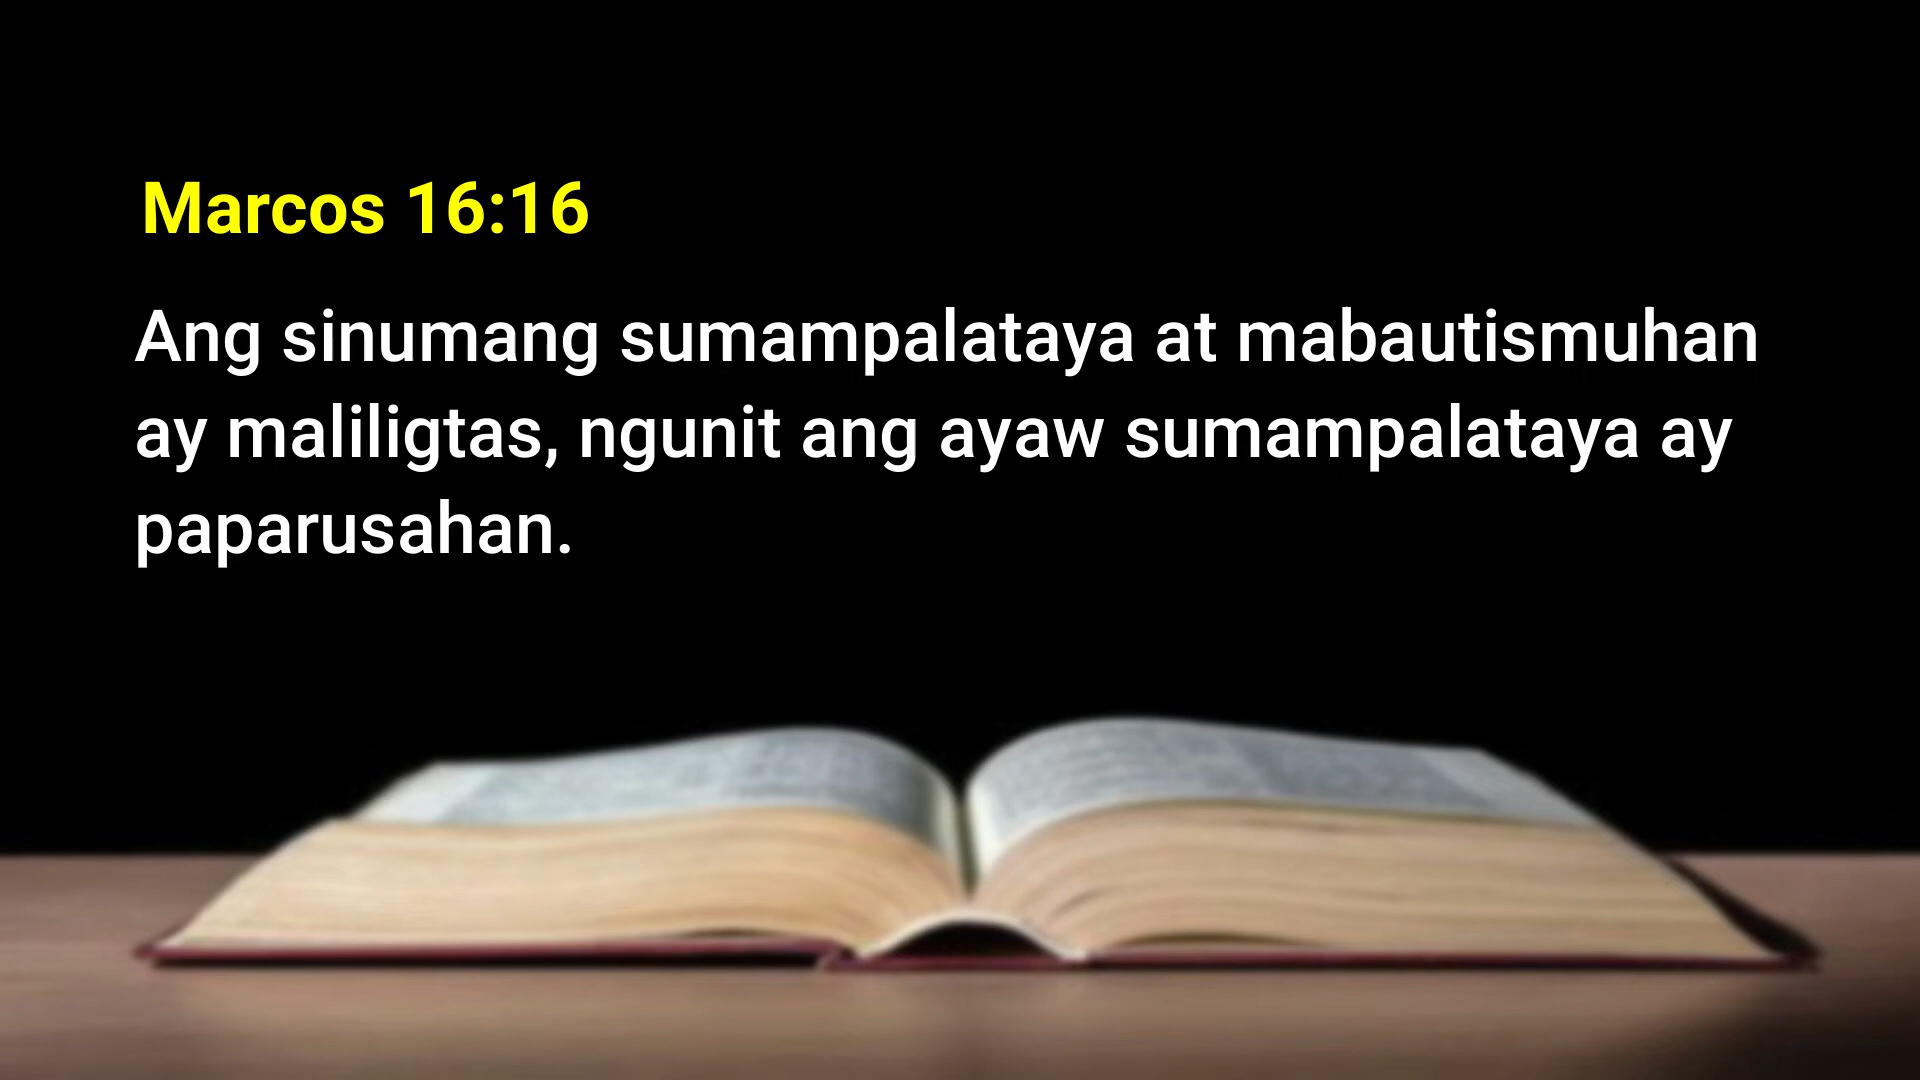 Marcos 16:16
Ang sinumang sumampalataya at mabautismuhan
ay maliligtas, ngunit ang ayaw sumampalataya ay
paparusahan.